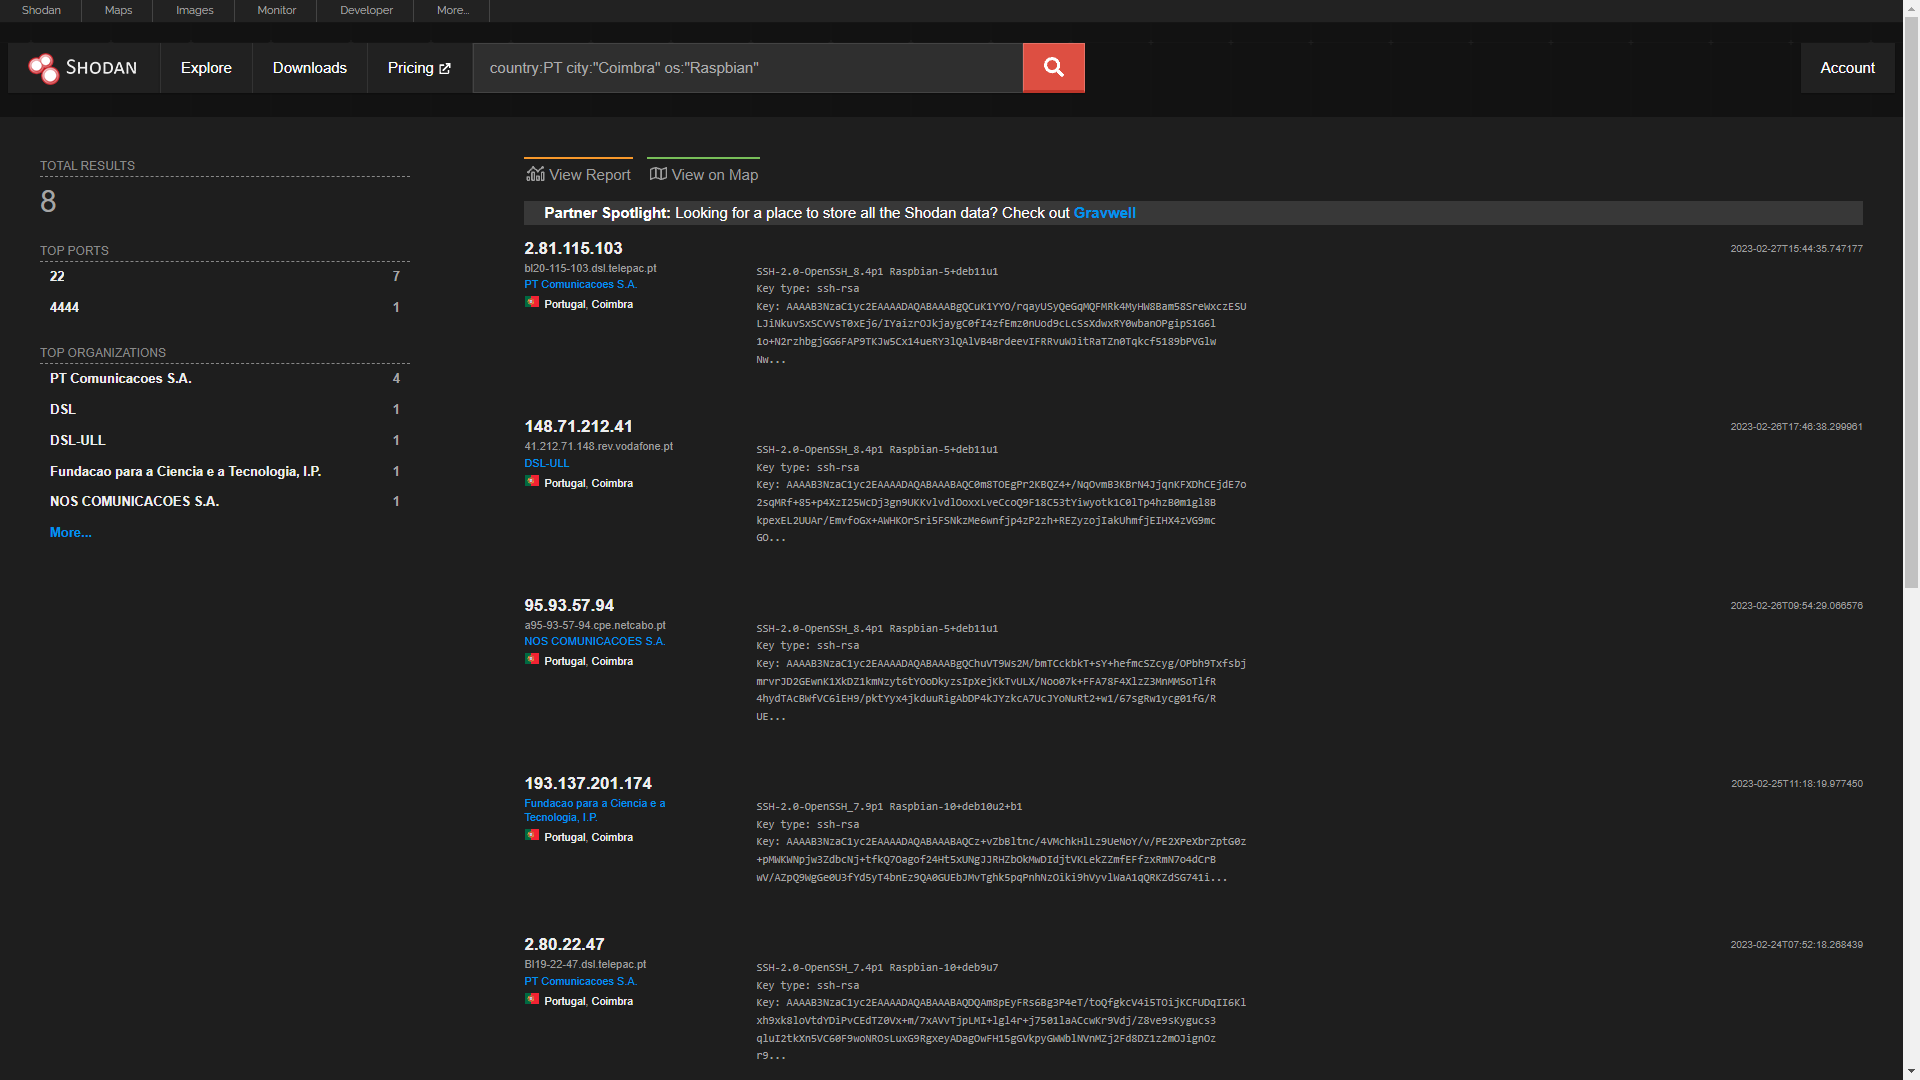 Shodan
Maps
Images
Monitor
Developer
More...
SHODAN
Explore
Downloads
Pricing
country:PT city:"Coimbra" os:"Raspbian"
Account
TOTAL RESULTS
8
TOP PORTS
22 7
4444 1
TOP ORGANIZATIONS
PT Comunicacoes S.A. 4
DSL 1
DSL-ULL 1
Fundacao para a Ciencia e a Tecnologia, I.P. 1
NOS COMUNICACOES S.A. 1
More...
View Report
View on Map
Partner Spotlight: Looking for a place to store all the Shodan data? Check out Gravwell
2.81.115.103
2023-02-27T15:44:35.747177
bl20-115-103.dsl.telepac.pt
PT Comunicacoes S.A.
Portugal, Coimbra
SSH-2.0-OpenSSH_8.4p1 Raspbian-5+deb11u1
Key type: ssh-rsa
Key: AAAAB3NzaC1yc2EAAAADAQABAAABgQCuK1YYO/rqayUSyQeGqMQFMRk4MyHW8Bam58SreWxczESU
LJiNkuvSxSCvVsT0xEj6/IYaizrOJkjaygC0fI4zfEmz0nUod9cLcSsXdwxRY0wbanOPgipS1G6l
1o+N2rzhbgjGG6FAP9TKJw5Cx14ueRY3lQAlVB4BrdeevIFRRvuWJitRaTZn0Tqkcf5189bPVGlw
Nw...
148.71.212.41
2023-02-26T17:46:38.299961
41.212.71.148.rev.vodafone.pt
DSL-ULL
Portugal, Coimbra
SSH-2.0-OpenSSH_8.4p1 Raspbian-5+deb11u1
Key type: ssh-rsa
Key: AAAAB3NzaC1yc2EAAAADAQABAAABAQC0m8TOEgPr2KBQZ4+/NqOvmB3KBrN4JjqnKFXDhCEjdE7o
2sqMRf+85+p4XzI25WcDj3gn9UKKvlvdlOoxxLveCcoQ9F18C53tYiwyotk1C0lTp4hzB0m1gl8B
kpexEL2UUAr/EmvfoGx+AWHKOrSri5FSNkzMe6wnfjp4zP2zh+REZyzojIakUhmfjEIHX4zVG9mc
GO...
95.93.57.94
2023-02-26T09:54:29.066576
a95-93-57-94.cpe.netcabo.pt
NOS COMUNICACOES S.A.
Portugal, Coimbra
SSH-2.0-OpenSSH_8.4p1 Raspbian-5+deb11u1
Key type: ssh-rsa
Key: AAAAB3NzaC1yc2EAAAADAQABAAABgQChuVT9Ws2M/bmTCckbkT+sY+hefmcSZcyg/OPbh9Txfsbj
mrvrJD2GEwnK1XkDZ1kmNzyt6tYOoDkyzsIpXejKkTvULX/Noo07k+FFA78F4XlzZ3MnMMSoTlfR
4hydTAcBWfVC6iEH9/pktYyx4jkduuRigAbDP4kJYzkcA7UcJYoNuRt2+w1/67sgRw1ycg01fG/R
UE...
193.137.201.174
2023-02-25T11:18:19.977450
Fundacao para a Ciencia e a
Tecnologia, I.P.
Portugal, Coimbra
SSH-2.0-OpenSSH_7.9p1 Raspbian-10+deb10u2+b1
Key type: ssh-rsa
Key: AAAAB3NzaC1yc2EAAAADAQABAAABAQCz+vZbBltnc/4VMchkHlLz9UeNoY/v/PE2XPeXbrZptG0z
+pMWKWNpjw3ZdbcNj+tfkQ7Oagof24Ht5xUNgJJRHZbOkMwDIdjtVKLekZZmfEFfzxRmN7o4dCrB
wV/AZpQ9WgGe0U3fYd5yT4bnEz9QA0GUEbJMvTghk5pqPnhNzOiki9hVyvlWaA1qQRKZdSG741i...
2.80.22.47
2023-02-24T07:52:18.268439
Bl19-22-47.dsl.telepac.pt
PT Comunicacoes S.A.
Portugal, Coimbra
SSH-2.0-OpenSSH_7.4p1 Raspbian-10+deb9u7
Key type: ssh-rsa
Key: AAAAB3NzaC1yc2EAAAADAQABAAABAQDQAm8pEyFRs6Bg3P4eT/toQfgkcV4i5TOijKCFUDqII6Kl
xh9xk8loVtdYDiPvCEdTZ0Vx+m/7xAVvTjpLMI+lgl4r+j7501laACcwKr9Vdj/Z8ve9sKygucs3
qluI2tkXn5VC60F9woNROsLuxG9RgxeyADagOwFH15gGVkpyGWWblNVnMZj2Fd8DZ1z2mOJignOz
r9...